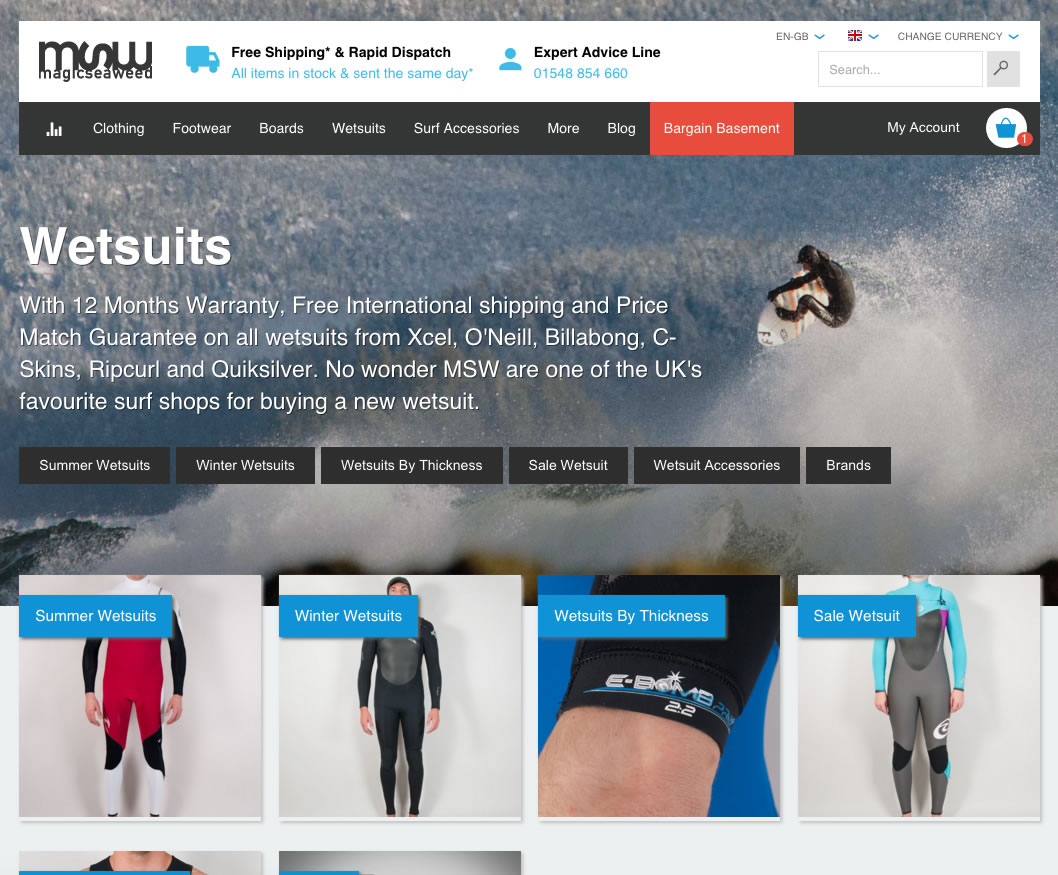 EN-GB
CHANGE CURRENCY
msw
magicseaweed
Free Shipping* & Rapid Dispatch
All items in stock & sent the same day*
Expert Advice Line
01548 854 660
Search...
Clothing
Footwear
Boards
Wetsuits
Surf Accessories
More
Blog
Bargain Basement
My Account
1
Wetsuits
With 12 Months Warranty, Free International shipping and Price
Match Guarantee on all wetsuits from Xcel, O'Neill, Billabong, C-
Skins, Ripcurl and Quiksilver. No wonder MSW are one of the UK's
favourite surf shops for buying a new wetsuit.
Summer Wetsuits
Winter Wetsuits
Wetsuits By Thickness
Sale Wetsuit
Wetsuit Accessories
Brands
Summer Wetsuits
Winter Wetsuits
Wetsuits By Thickness
Sale Wetsuit
E-BOMB
2:2